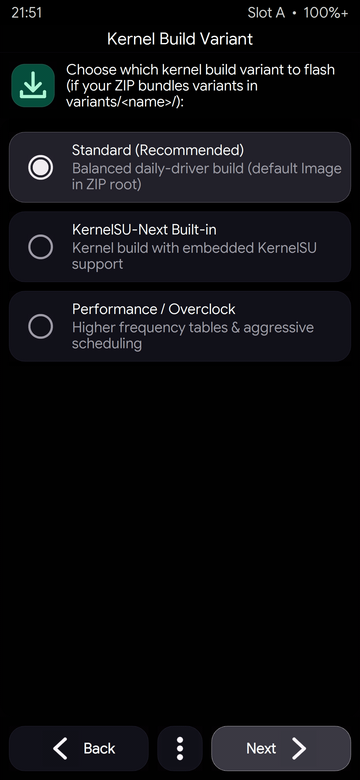 21:51
Slot A • 100%+
Kernel Build Variant
Choose which kernel build variant to flash
(if your ZIP bundles variants in
variants/<name>/):
Standard (Recommended)
Balanced daily-driver build (default Image
in ZIP root)
KernelSU-Next Built-in
Kernel build with embedded KernelSU
support
Performance / Overclock
Higher frequency tables & aggressive
scheduling
Back
Next